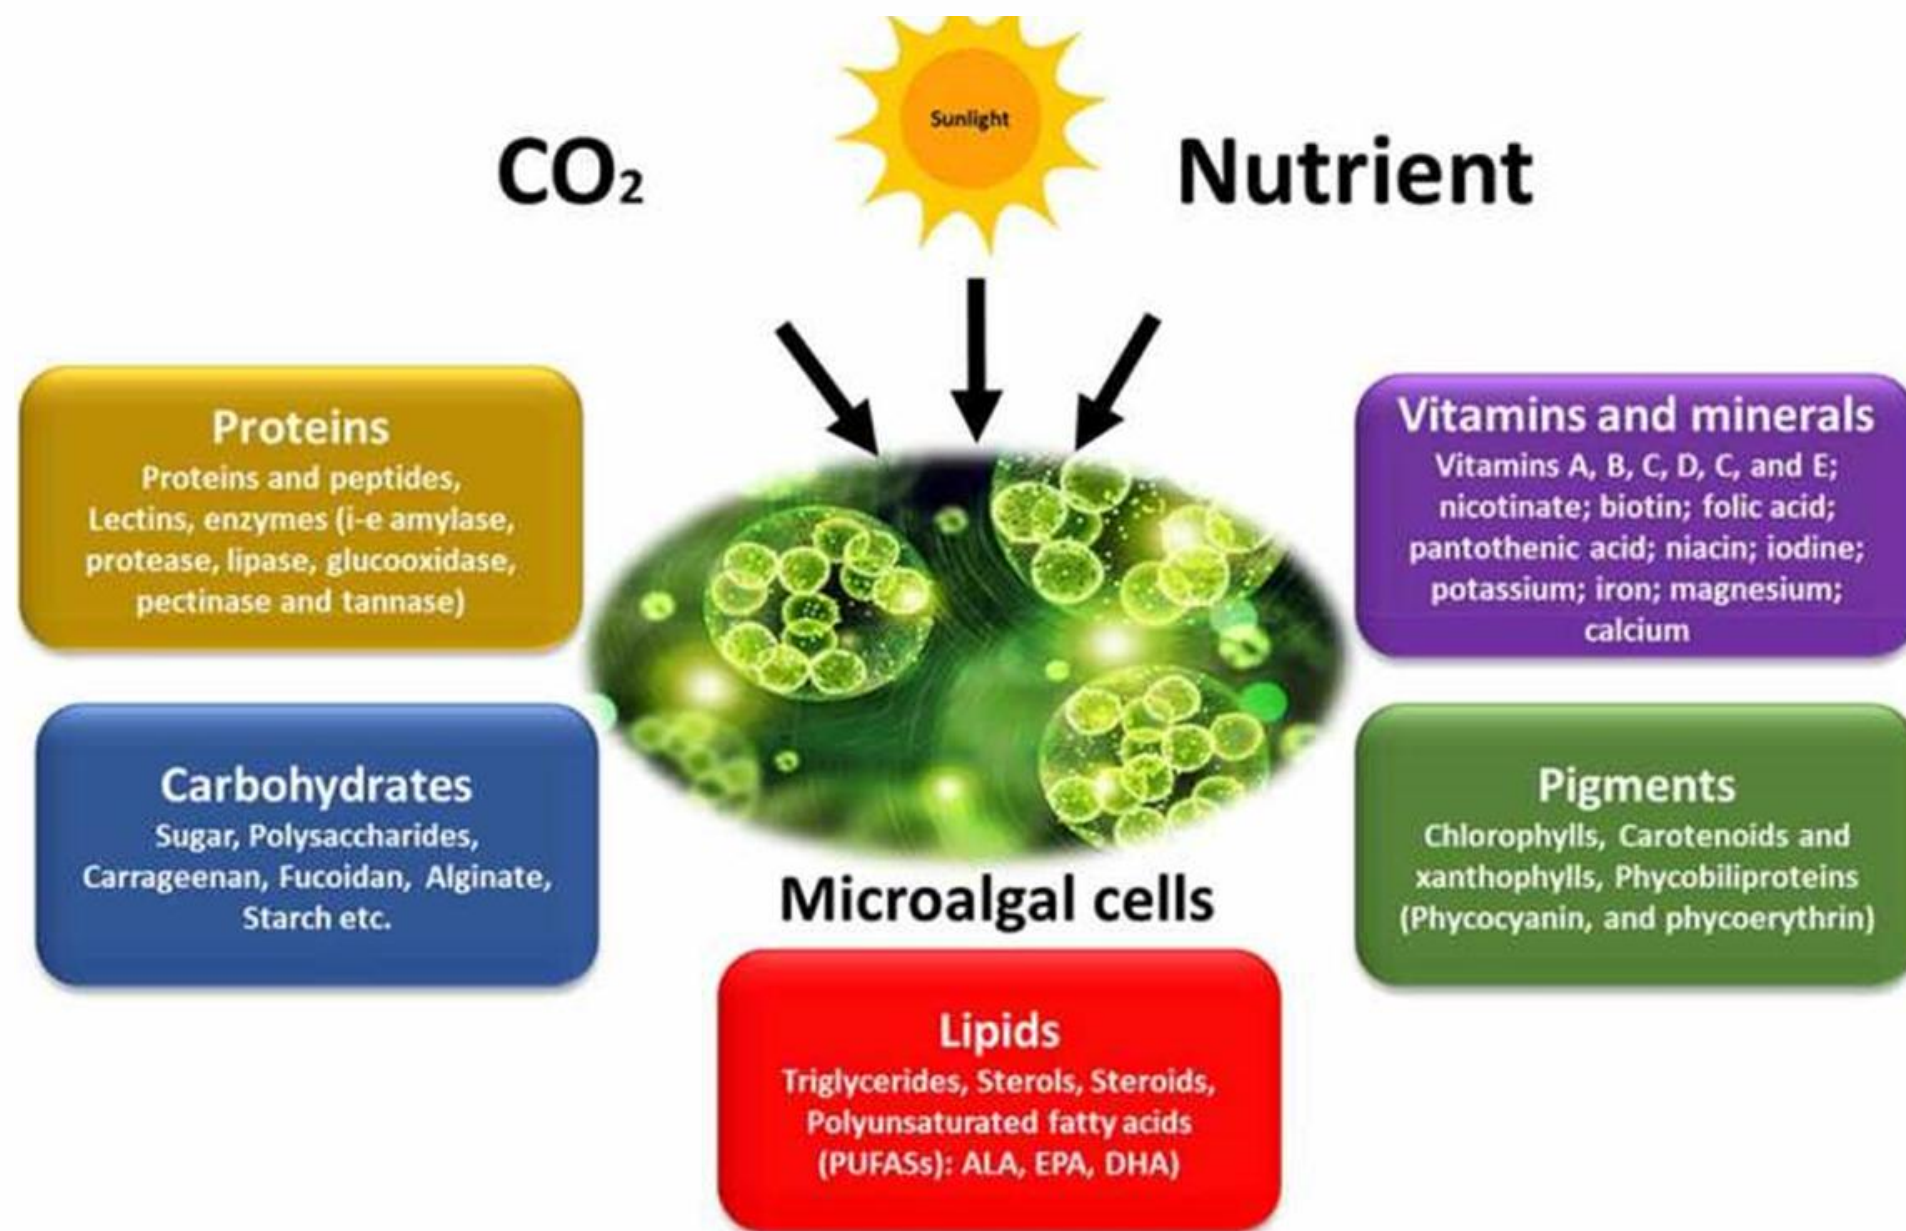 Sunlight
CO₂
Nutrient
Proteins
Proteins and peptides,
Lectins, enzymes (i-e amylase,
protease, lipase, glucooxidase,
pectinase and tannase)
Vitamins and minerals
Vitamins A, B, C, D, C, and E;
nicotinate; biotin; folic acid;
pantothenic acid; niacin; iodine;
potassium; iron; magnesium;
calcium
Carbohydrates
Sugar, Polysaccharides,
Carrageenan, Fucoidan, Alginate,
Starch etc.
Pigments
Chlorophylls, Carotenoids and
xanthophylls, Phycobiliproteins
(Phycocyanin, and phycoerythrin)
Microalgal cells
Lipids
Triglycerides, Sterols, Steroids,
Polyunsaturated fatty acids
(PUFASs): ALA, EPA, DHA)